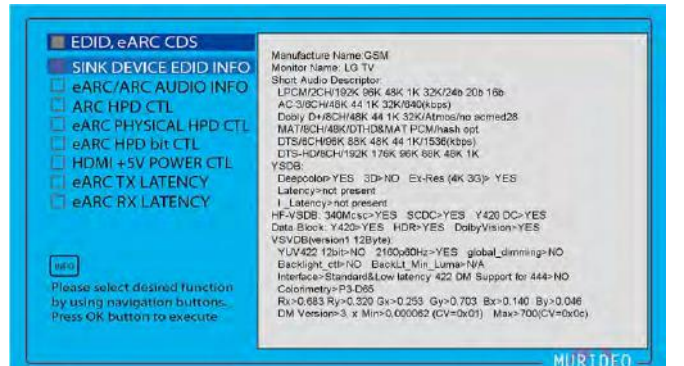 EDID, eARC CDS
SINK DEVICE EDID INFO
eARC/ARC AUDIO INFO
ARC HPD CTL
eARC PHYSICAL HPD CTL
eARC HPD bit CTL
HDMI +5V POWER CTL
eARC TX LATENCY
eARC RX LATENCY
INFO
Please select desired function
by using navigation buttons.
Press OK button to execute
Manufacture Name:GSM
Monitor Name: LG TV
Short Audio Descriptor:
LPCM/2CH/192K 96K 48K 44 1K 32K/24b 20b 16b
AC 3/6CH/48K 44 1K 32K/640(kbps)
Dobly D+/8CH/48K 44 1K 32K/Atmos/no acmod28
MAT/8CH/48K/DTHD&MAT PCM/hash opt
DTS/6CH/96K 88K 48K 44 1K/1536(kbps)
DTS-HD/8CH/192K 176K 96K 88K 48K 1K
YSDB:
Deepcolor>YES 3D>NO Ex-Res (4K 3G)> YES
Latency>not present
I_Latency>not present
HF-VSDB: 340Mcsc>YES SCDC>YES Y420 DC>YES
Data Block: Y420>YES HDR>YES DolbyVision>YES
VSVDB(version1 12Byte):
YUV422 12bit>NO 2160p60Hz>YES global_dimming>NO
Backlight_ctl>NO BackLt_Min_Luma>N/A
Interface>Standard&Low latency 422 DM Support for 444>NO
Colorimetry>P3-D65
Rx>0.683 Ry>0.320 Gx>0.253 Gy>0.703 Bx>0.140 By>0.046
DM Version>3. x Min>0.000062 (CV=0x01) Max>700(CV=0x0c)
MURIDEO